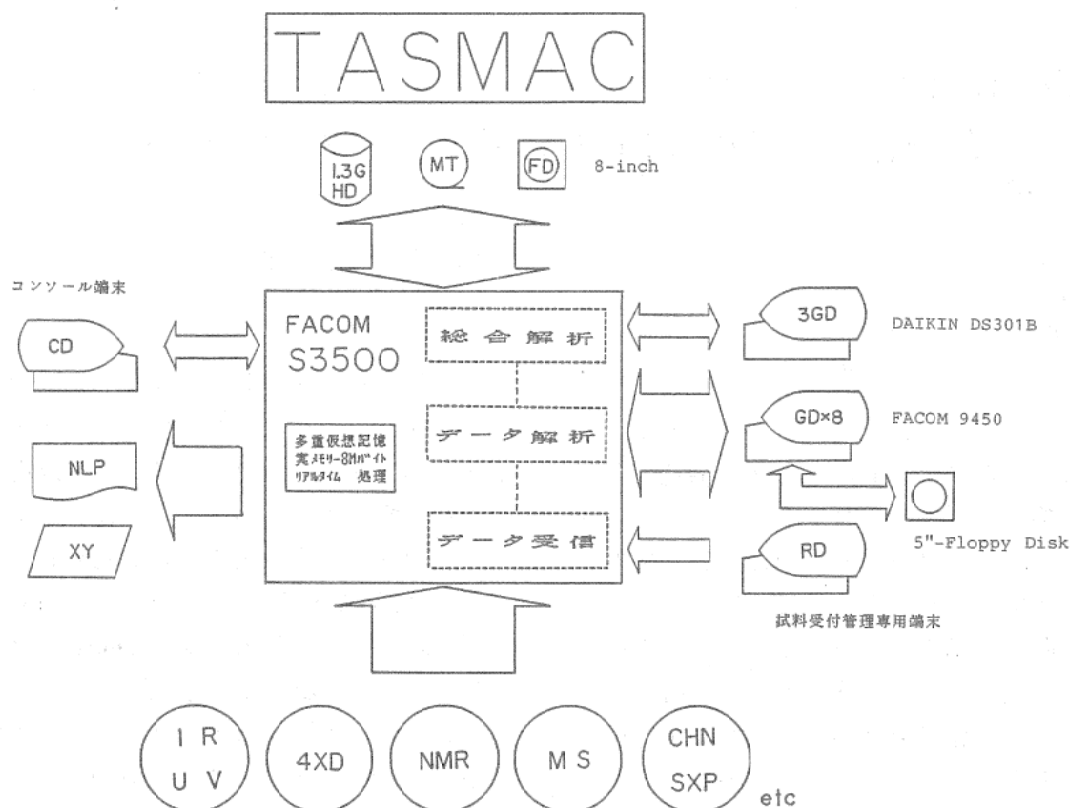 TASMAC
1.3G
HD
MT
FD
8-inch
コンソール端末
CD
NLP
XY
FACOM
S3500
多重仮想記憶
実メモリー8Mバイト
リアルタイム 処理
総合解析
データ解析
データ受信
3GD
DAIKIN DS301B
GD×8
FACOM 9450
5"-Floppy Disk
RD
試料受付管理専用端末
I R
U V
4XD
NMR
M S
CHN
SXP
etc